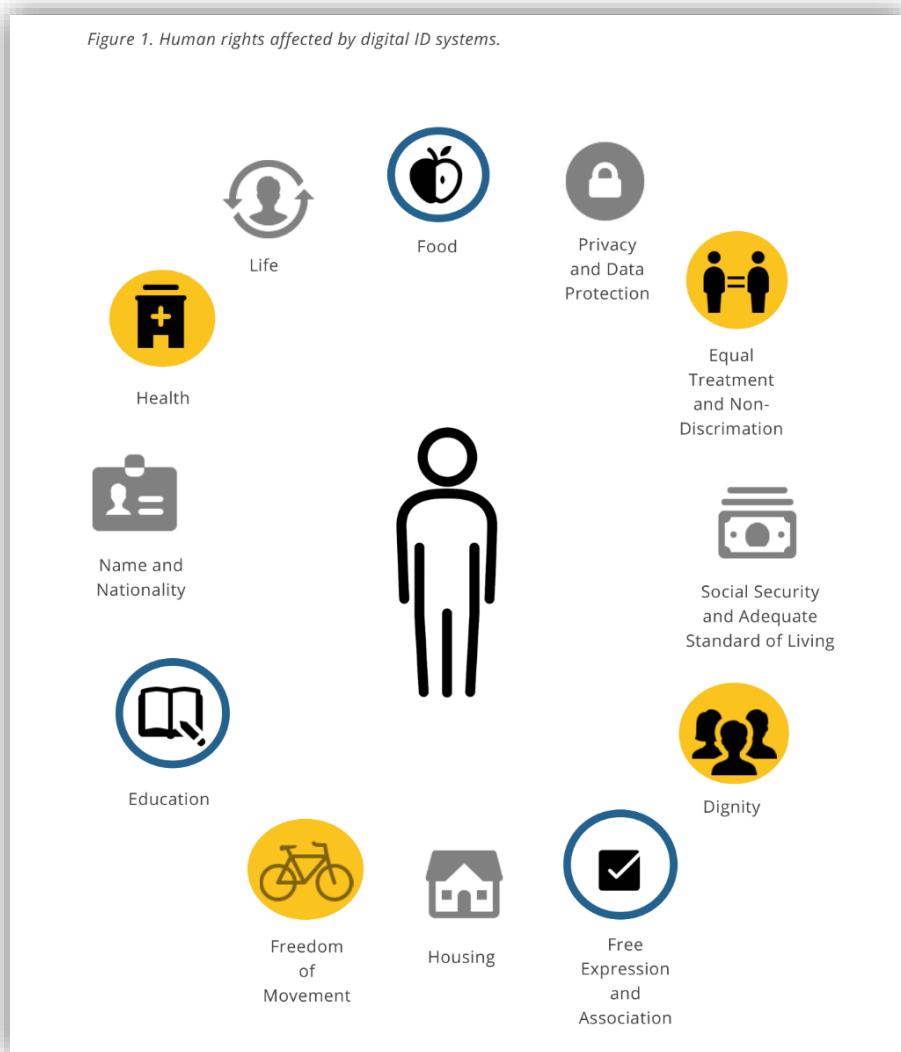 Figure 1. Human rights affected by digital ID systems.
Food
Privacy
and Data
Protection
Life
Equal
Treatment
and Non-
Discrimation
Health
Name and
Nationality
Social Security
and Adequate
Standard of Living
Education
Dignity
Freedom
of
Movement
Housing
Free
Expression
and
Association